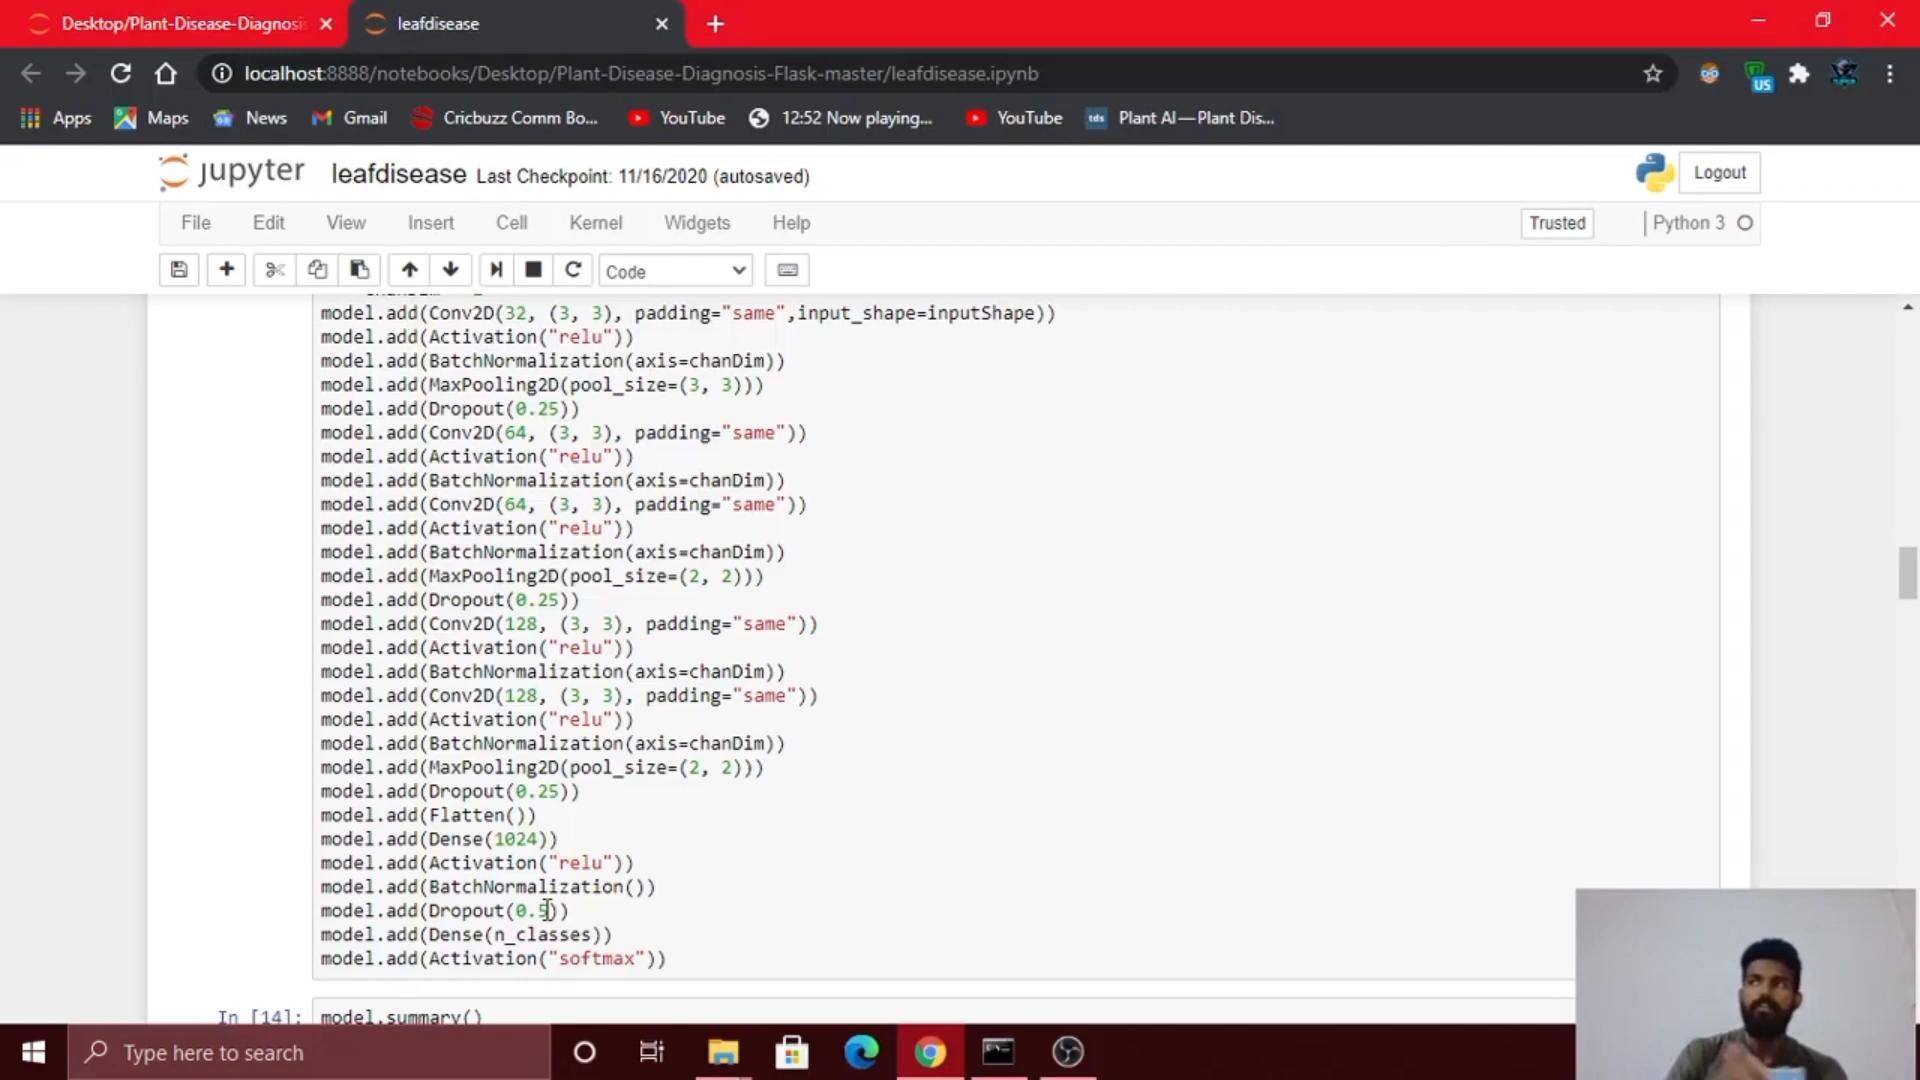 Desktop/Plant-Disease-Diagnosis
leafdisease
localhost:8888/notebooks/Desktop/Plant-Disease-Diagnosis-Flask-master/leafdisease.ipynb
US
Apps
Maps
News
Gmail
Cricbuzz Comm Bo...
YouTube
12:52 Now playing...
YouTube
tds
Plant AI—Plant Dis...
jupyter
leafdisease
Last Checkpoint: 11/16/2020 (autosaved)
Logout
File Edit View Insert Cell Kernel Widgets Help
Trusted
Python 3
Code
model.add(Conv2D(32, (3, 3), padding="same",input_shape=inputShape))
model.add(Activation("relu"))
model.add(BatchNormalization(axis=chanDim))
model.add(MaxPooling2D(pool_size=(3, 3)))
model.add(Dropout(0.25))
model.add(Conv2D(64, (3, 3), padding="same"))
model.add(Activation("relu"))
model.add(BatchNormalization(axis=chanDim))
model.add(Conv2D(64, (3, 3), padding="same"))
model.add(Activation("relu"))
model.add(BatchNormalization(axis=chanDim))
model.add(MaxPooling2D(pool_size=(2, 2)))
model.add(Dropout(0.25))
model.add(Conv2D(128, (3, 3), padding="same"))
model.add(Activation("relu"))
model.add(BatchNormalization(axis=chanDim))
model.add(Conv2D(128, (3, 3), padding="same"))
model.add(Activation("relu"))
model.add(BatchNormalization(axis=chanDim))
model.add(MaxPooling2D(pool_size=(2, 2)))
model.add(Dropout(0.25))
model.add(Flatten())
model.add(Dense(1024))
model.add(Activation("relu"))
model.add(BatchNormalization())
model.add(Dropout(0.5))
model.add(Dense(n_classes))
model.add(Activation("softmax"))
In [14]: model.summary()
Type here to search